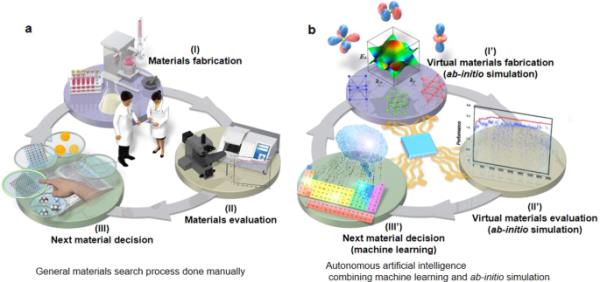 a
(I)
Materials fabrication
(II)
Materials evaluation
(III)
Next material decision
General materials search process done manually
b
(I')
Virtual materials fabrication
(ab-initio simulation)
Performance
(II')
Virtual materials evaluation
(ab-initio simulation)
(III')
Next material decision
(machine learning)
Autonomous artificial intelligence
combining machine learning and ab-initio simulation